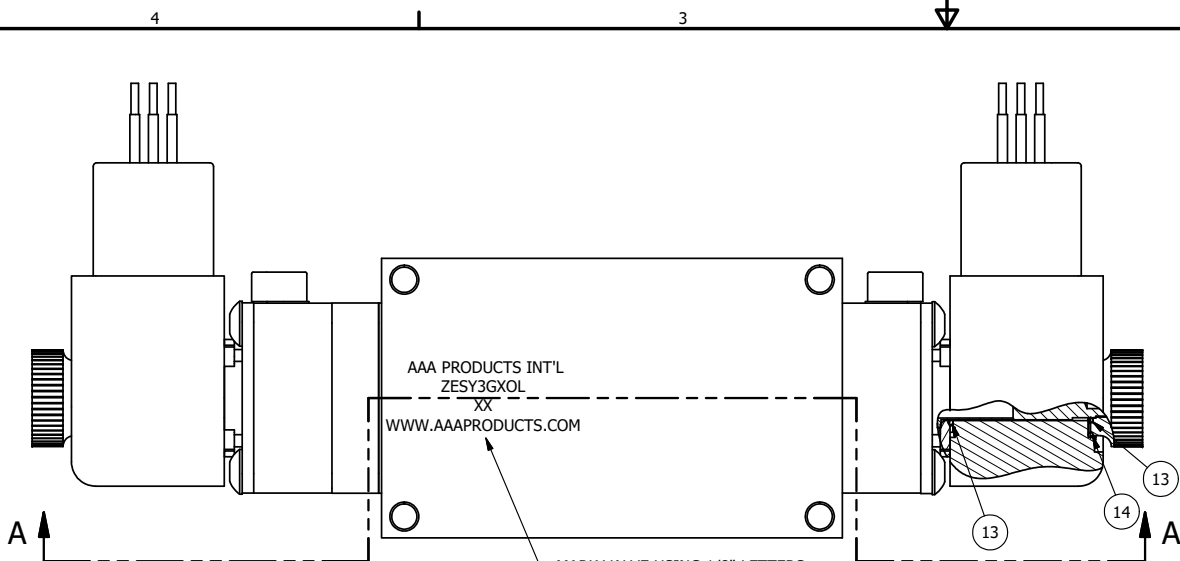 4
3
AAA PRODUCTS INT'L
ZESY3GXOL
XX
WWW.AAAPRODUCTS.COM
13
14
13
A
A